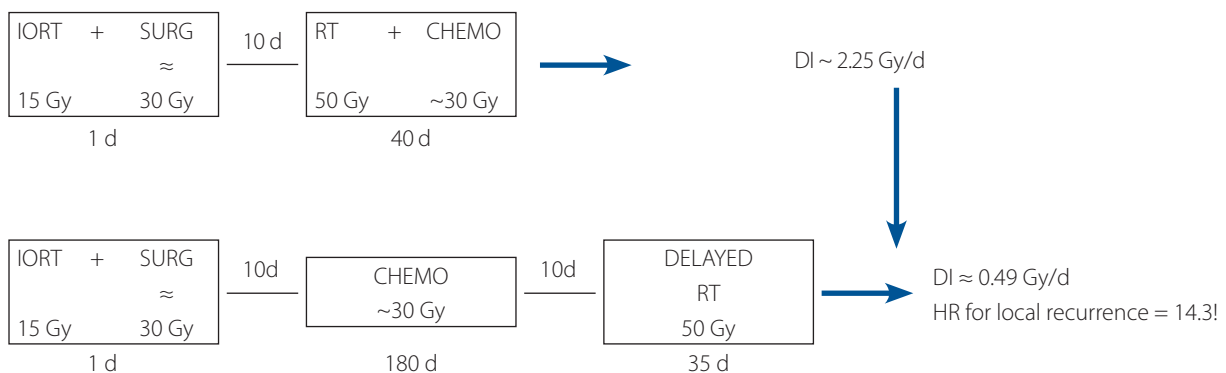 IORT + SURG
≈
15 Gy 30 Gy
1 d
10 d
RT + CHEMO
50 Gy ~30 Gy
40 d
DI ~ 2.25 Gy/d
IORT + SURG
≈
15 Gy 30 Gy
1 d
10d
CHEMO
~30 Gy
180 d
10d
DELAYED
RT
50 Gy
35 d
DI ≈ 0.49 Gy/d
HR for local recurrence = 14.3!